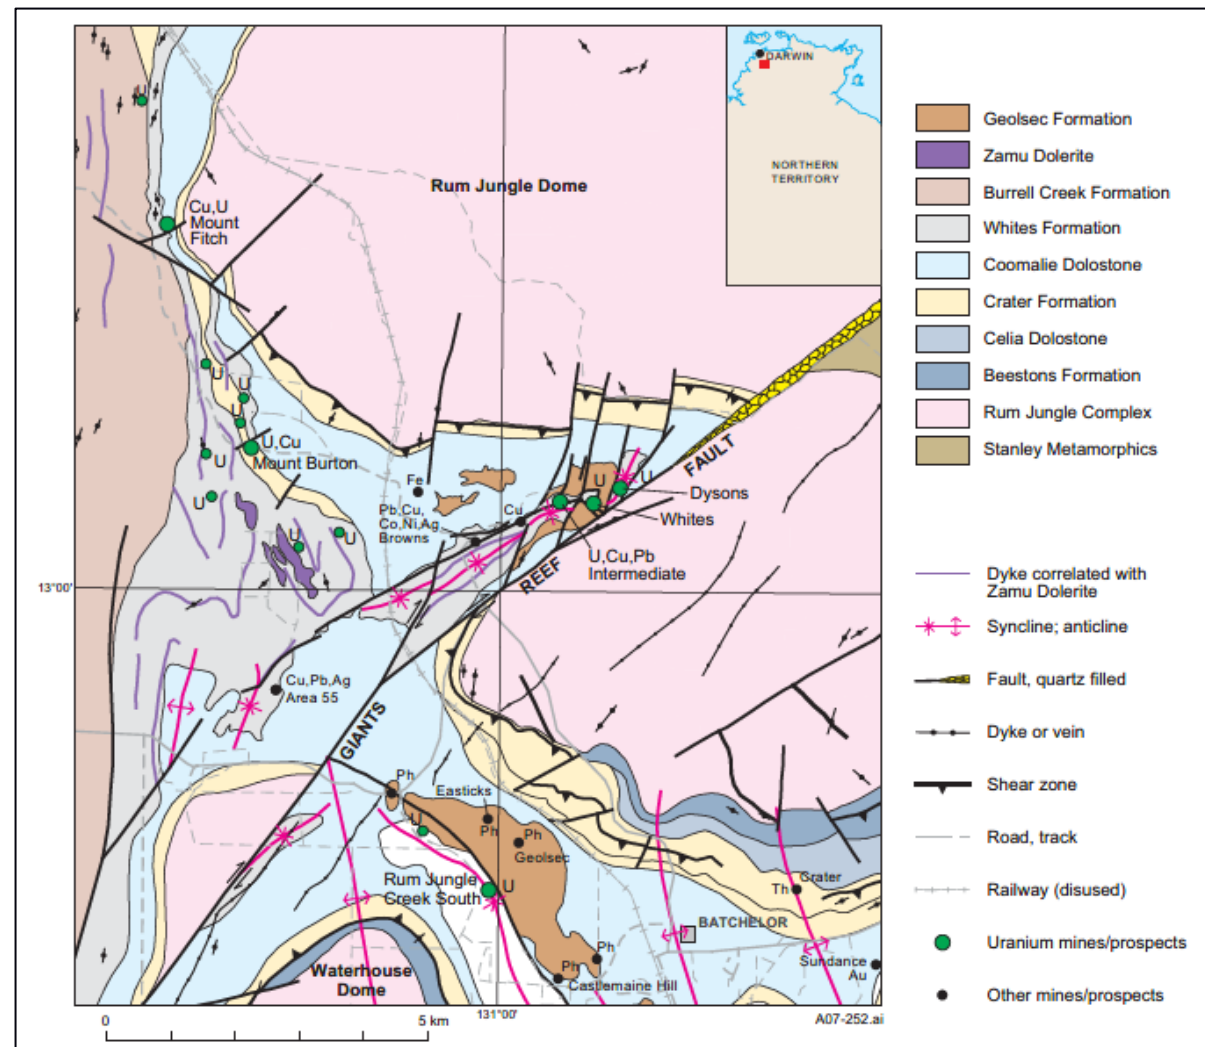 DARWIN
NORTHERN
TERRITORY
Rum Jungle Dome
U
Cu,U
Mount
Fitch
U
U
U
U,Cu
Mount Burton
U
U
U
U
Fe
Pb,Cu,
Co,Ni,Ag
Browns
Cu
U
U
FAULT
Dysons
Whites
U,Cu,Pb
Intermediate
REEF
13°00'
Cu,Pb,Ag
Area 55
GIANTS
Ph
Easticks
U
Ph
Ph
Geolsec
Rum Jungle
Creek South
U
Crater
Th
BATCHELOR
Ph
Sundance
Au
Ph
Castlemaine Hill
Waterhouse
Dome
0
5 km
131°00'
A07-252.ai
Geolsec Formation
Zamu Dolerite
Burrell Creek Formation
Whites Formation
Coomalie Dolostone
Crater Formation
Celia Dolostone
Beestons Formation
Rum Jungle Complex
Stanley Metamorphics
Dyke correlated with
Zamu Dolerite
Syncline; anticline
Fault, quartz filled
Dyke or vein
Shear zone
Road, track
Railway (disused)
Uranium mines/prospects
Other mines/prospects